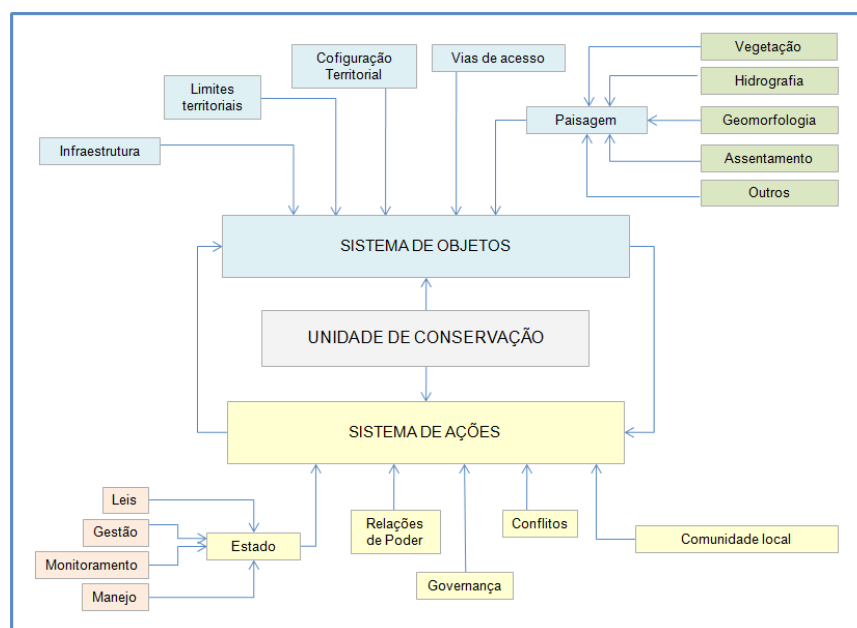 Vegetação
Cofiguração
Territorial
Vias de acesso
Hidrografia
Limites
territoriais
Paisagem
Geomorfologia
Infraestrutura
Assentamento
Outros
SISTEMA DE OBJETOS
UNIDADE DE CONSERVAÇÃO
SISTEMA DE AÇÕES
Leis
Gestão
Estado
Monitoramento
Manejo
Relações
de Poder
Governança
Conflitos
Comunidade local